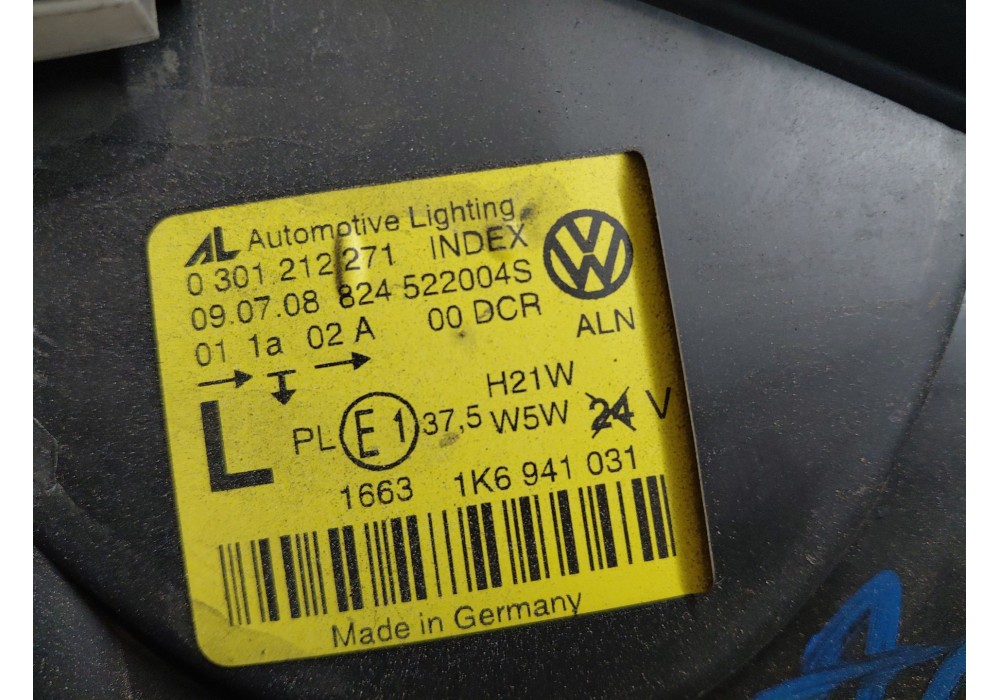 AL Automotive Lighting
0 301 212 271 INDEX
09.07.08 824 522004S
01 1a 02 A 00 DCR
ALN
H21W
L PL E1 37,5 W5W 24 V
1663 1K6 941 031
Made in Germany